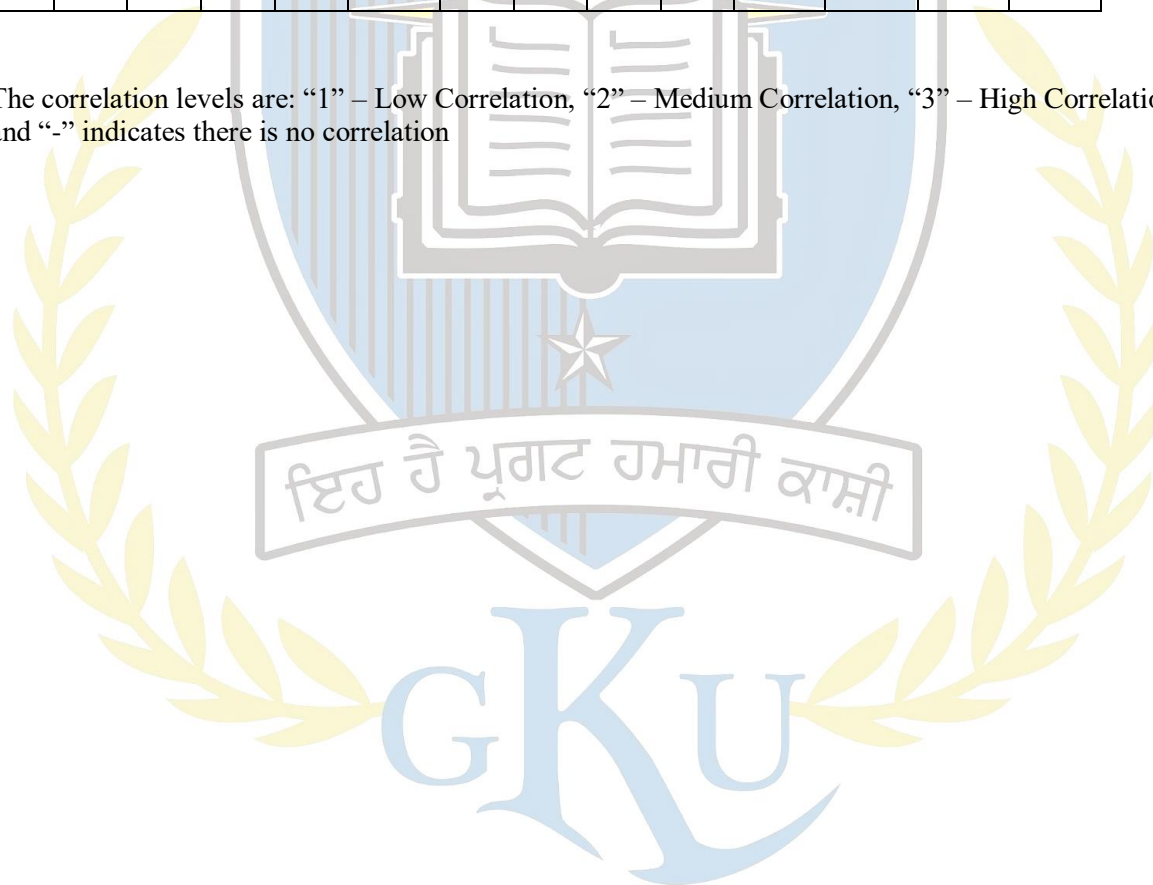 The correlation levels are: “1” – Low Correlation, “2” – Medium Correlation, “3” – High Correlatio
and “-” indicates there is no correlation
ਇਹ ਹੈ ਪ੍ਰਗਟ ਹਮਾਰੀ ਕਾਸ਼ੀ
GKU